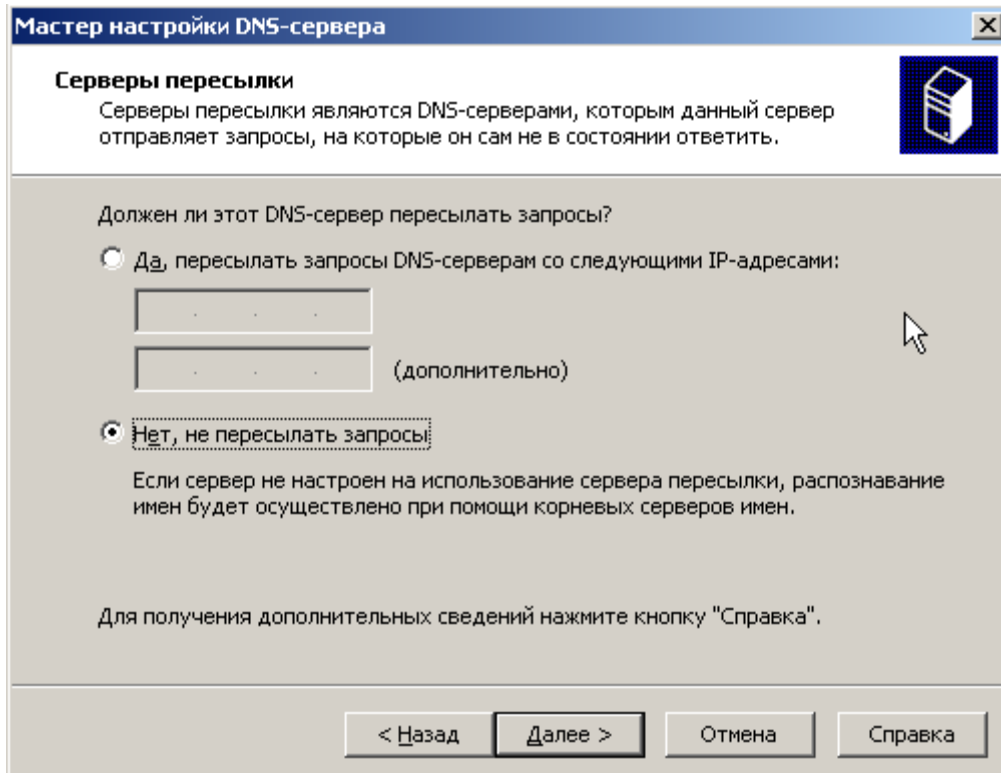 Мастер настройки DNS-сервера
Серверы пересылки
Серверы пересылки являются DNS-серверами, которым данный сервер
отправляет запросы, на которые он сам не в состоянии ответить.
Должен ли этот DNS-сервер пересылать запросы?
Да, пересылать запросы DNS-серверам со следующими IP-адресами:
. . .
. . . (дополнительно)
Нет, не пересылать запросы
Если сервер не настроен на использование сервера пересылки, распознавание
имен будет осуществлено при помощи корневых серверов имен.
Для получения дополнительных сведений нажмите кнопку "Справка".
< Назад Далее > Отмена Справка